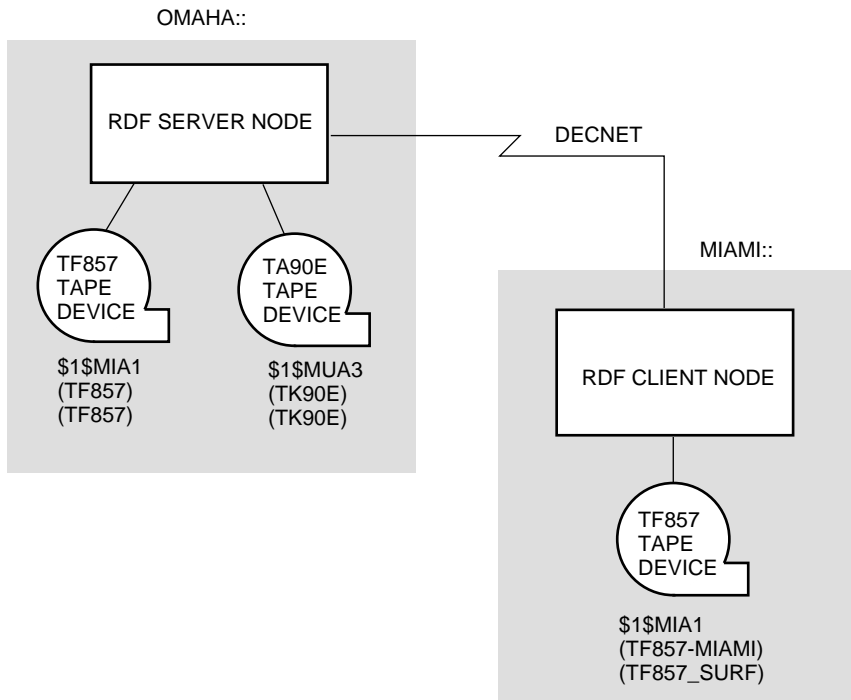 OMAHA::
RDF SERVER NODE
DECNET
TF857
TAPE
DEVICE
$1$MIA1
(TF857)
(TF857)
TA90E
TAPE
DEVICE
$1$MUA3
(TK90E)
(TK90E)
MIAMI::
RDF CLIENT NODE
TF857
TAPE
DEVICE
$1$MIA1
(TF857-MIAMI)
(TF857_SURF)